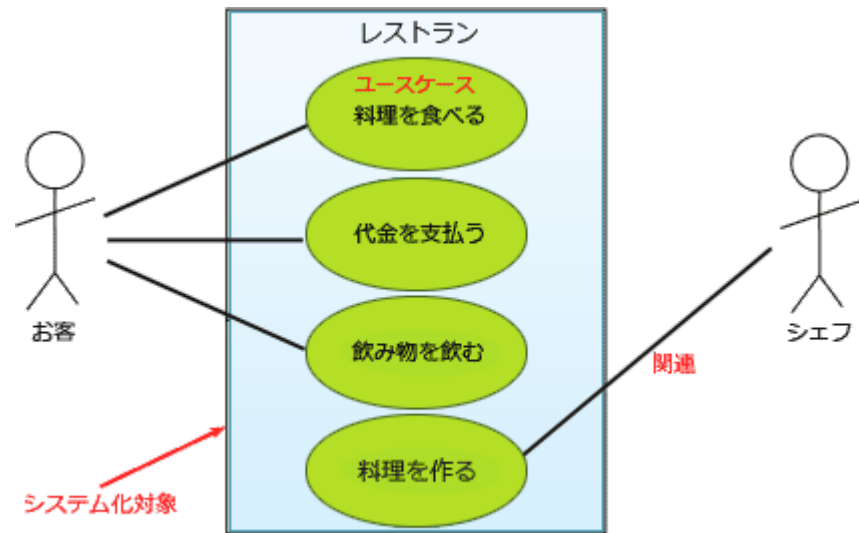 レストラン
ユースケース
料理を食べる
代金を支払う
お客
シェフ
飲み物を飲む
関連
料理を作る
システム化対象